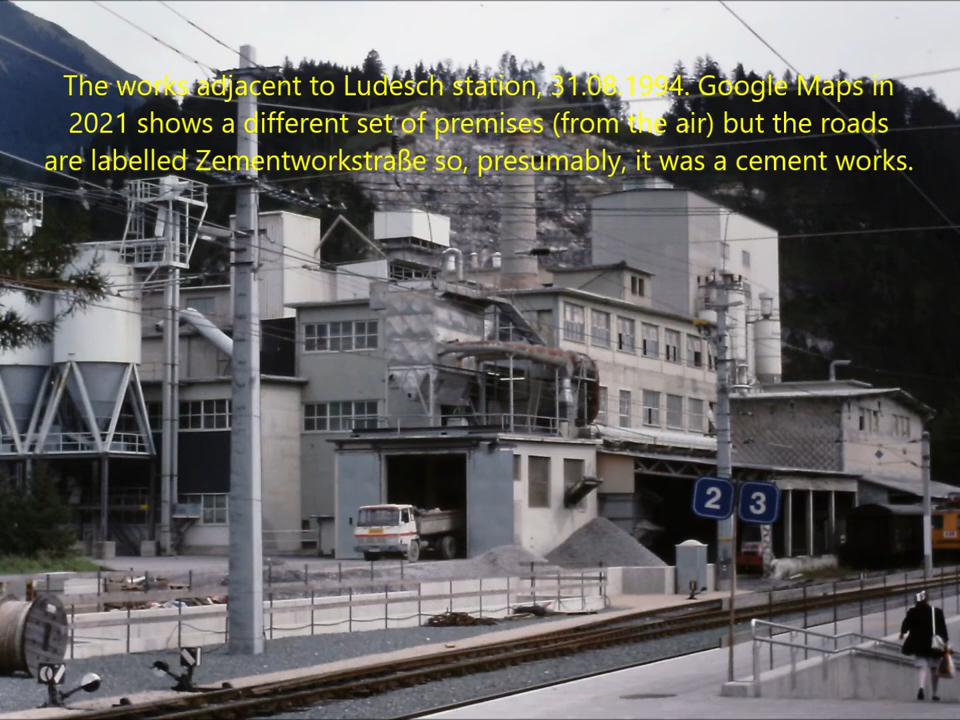 The works adjacent to Ludesch station, 31.08.1994. Google Maps in
2021 shows a different set of premises (from the air) but the roads
are labelled Zementworkstraße so, presumably, it was a cement works.
2 3